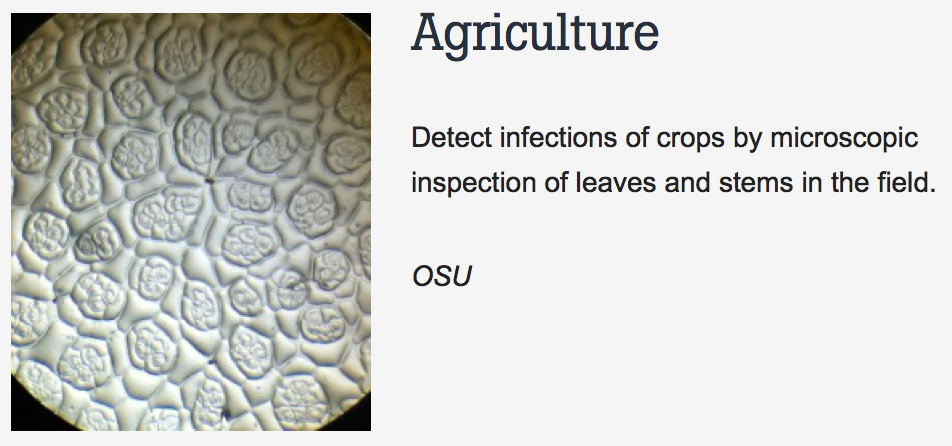 Agriculture
Detect infections of crops by microscopic
inspection of leaves and stems in the field.
OSU